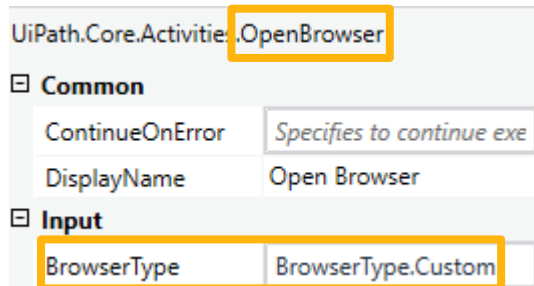 UiPath.Core.Activities.OpenBrowser
Common
ContinueOnError Specifies to continue exe
DisplayName Open Browser
Input
BrowserType BrowserType.Custom